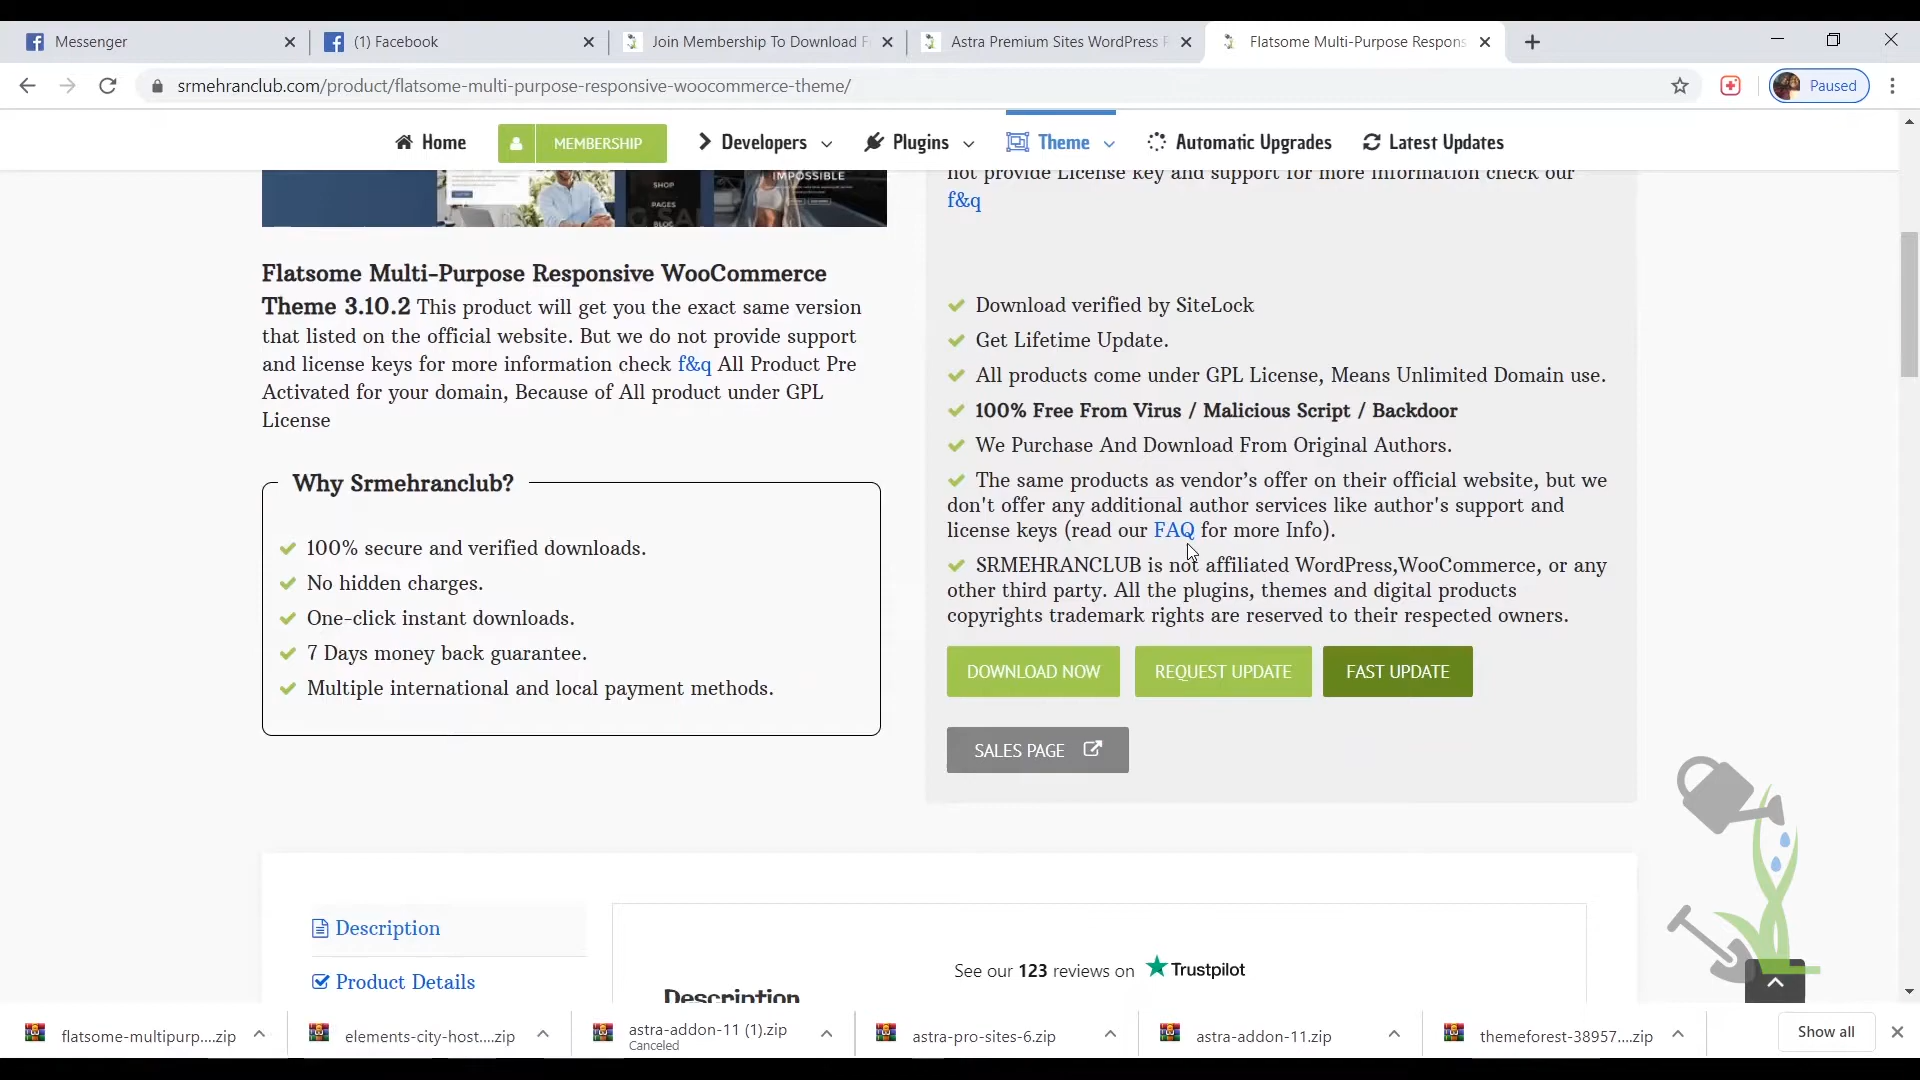 Messenger
(1) Facebook
Join Membership To Download F
Astra Premium Sites WordPress P
Flatsome Multi-Purpose Respons
srmehranclub.com/product/flatsome-multi-purpose-responsive-woocommerce-theme/
Paused
Home
MEMBERSHIP
Developers
Plugins
Theme
Automatic Upgrades
Latest Updates
SHOP
PAGES
BLOG
IMPOSSIBLE
not provide License key and support for more information check our
f&q
Flatsome Multi-Purpose Responsive WooCommerce
Theme 3.10.2 This product will get you the exact same version
that listed on the official website. But we do not provide support
and license keys for more information check f&q All Product Pre
Activated for your domain, Because of All product under GPL
License
Why Srmehranclub?
100% secure and verified downloads.
No hidden charges.
One-click instant downloads.
7 Days money back guarantee.
Multiple international and local payment methods.
Download verified by SiteLock
Get Lifetime Update.
All products come under GPL License, Means Unlimited Domain use.
100% Free From Virus / Malicious Script / Backdoor
We Purchase And Download From Original Authors.
The same products as vendor's offer on their official website, but we
don't offer any additional author services like author's support and
license keys (read our FAQ for more Info).
SRMEHRANCLUB is not affiliated WordPress,WooCommerce, or any
other third party. All the plugins, themes and digital products
copyrights trademark rights are reserved to their respected owners.
DOWNLOAD NOW
REQUEST UPDATE
FAST UPDATE
SALES PAGE
Description
Product Details
See our 123 reviews on Trustpilot
Description
flatsome-multipurp....zip
elements-city-host....zip
astra-addon-11 (1).zip
Canceled
astra-pro-sites-6.zip
astra-addon-11.zip
themeforest-38957....zip
Show all